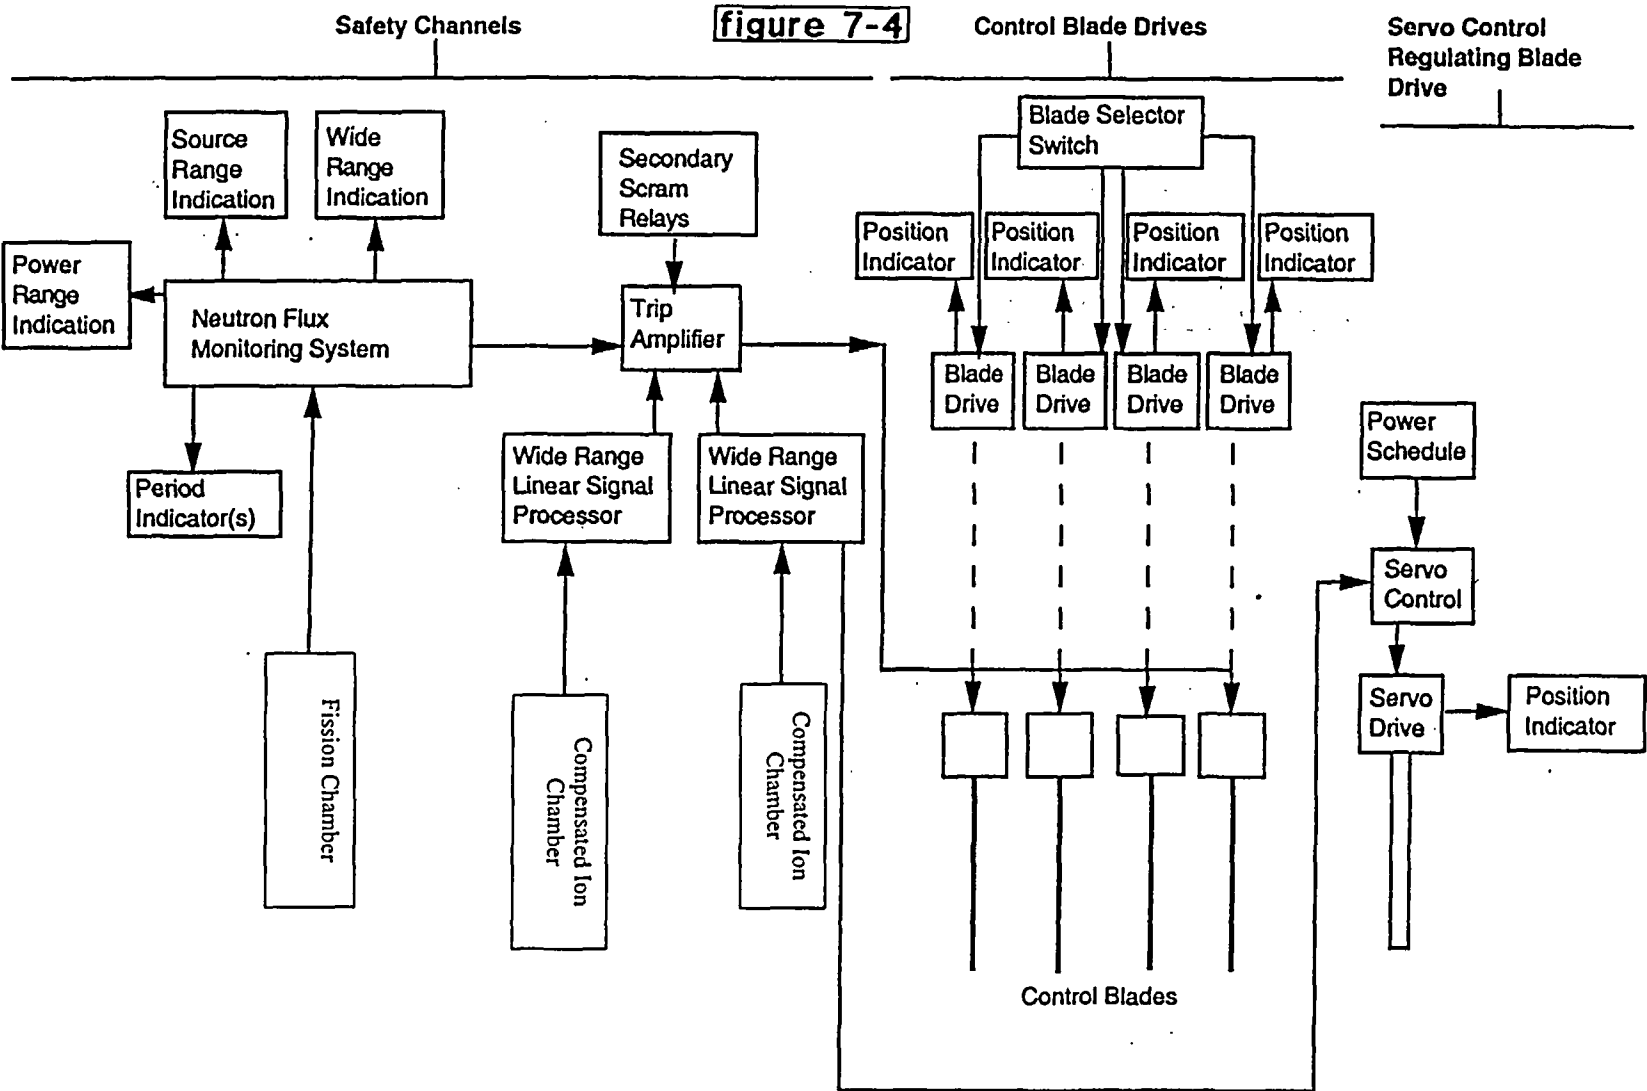 Safety Channels
figure 7-4
Control Blade Drives
Servo Control
Regulating Blade
Drive
Source
Range
Indication
Wide
Range
Indication
Secondary
Scram
Relays
Blade Selector
Switch
Position
Indicator
Position
Indicator
Position
Indicator
Position
Indicator
Power
Range
Indication
Neutron Flux
Monitoring System
Trip
Amplifier
Blade
Drive
Blade
Drive
Blade
Drive
Blade
Drive
Period
Indicator(s)
Wide Range
Linear Signal
Processor
Wide Range
Linear Signal
Processor
Power
Schedule
Servo
Control
Servo
Drive
Position
Indicator
Fission Chamber
Compensated Ion
Chamber
Compensated Ion
Chamber
Control Blades